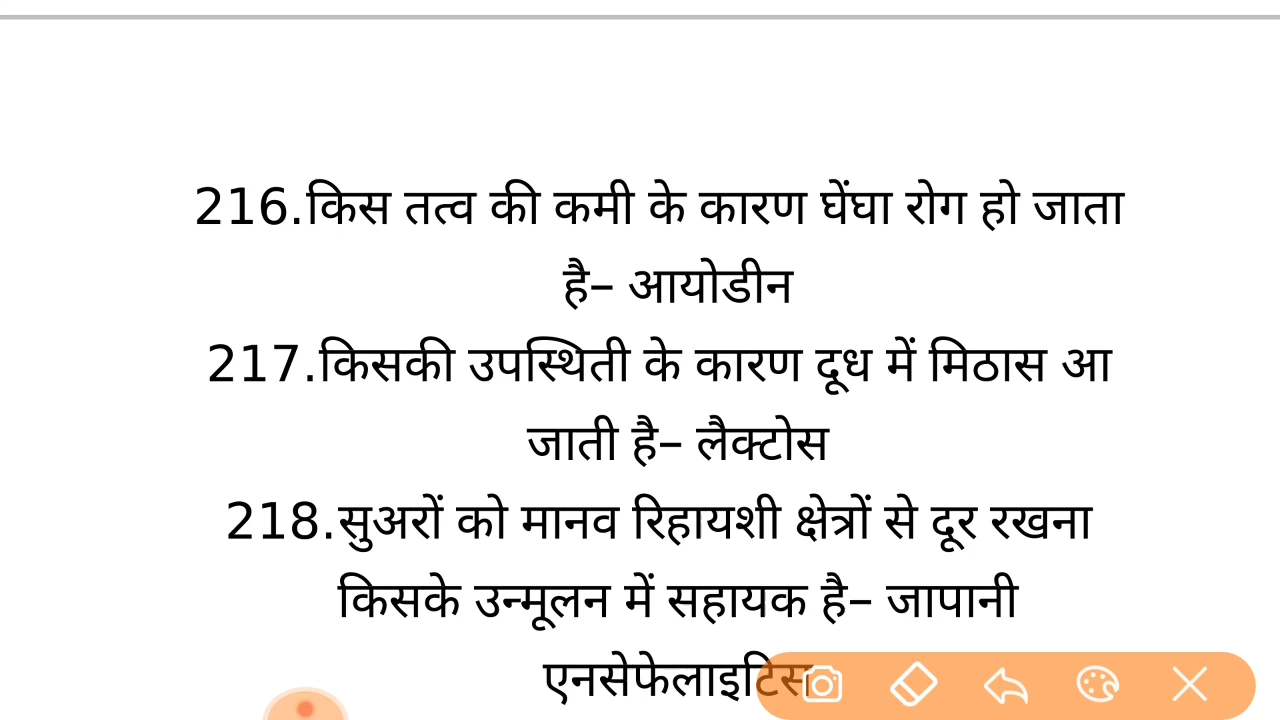 216.किस तत्व की कमी के कारण घेंघा रोग हो जाता
है– आयोडीन
217.किसकी उपस्थिती के कारण दूध में मिठास आ
जाती है– लैक्टोस
218.सुअरों को मानव रिहायशी क्षेत्रों से दूर रखना
किसके उन्मूलन में सहायक है– जापानी
एनसेफेलाइटिस